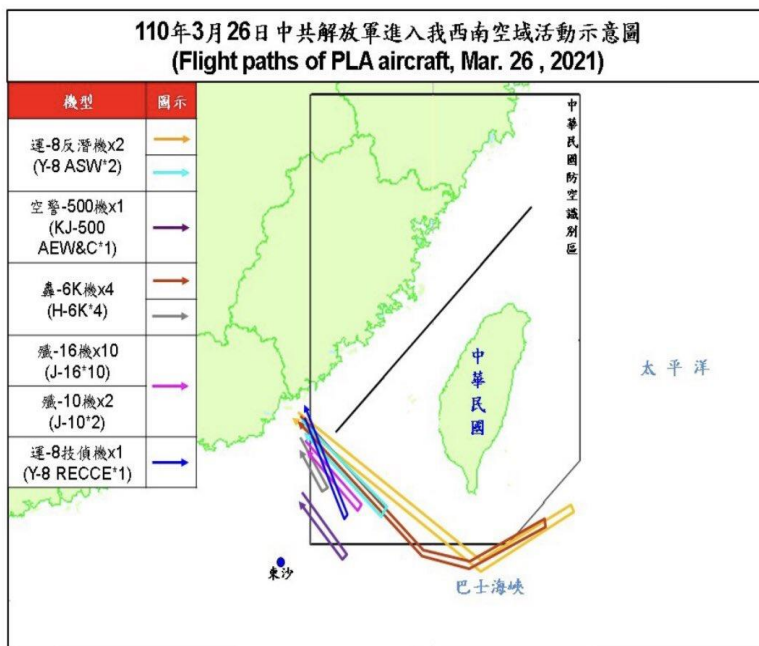 110年3月26日中共解放軍進入我西南空域活動示意圖
(Flight paths of PLA aircraft, Mar. 26 , 2021)
機型
圖示
運-8反潛機x2
(Y-8 ASW*2)
空警-500機x1
(KJ-500
AEW&C*1)
轟-6K機x4
(H-6K*4)
殲-16機x10
(J-16*10)
殲-10機x2
(J-10*2)
運-8技偵機x1
(Y-8 RECCE*1)
中華民國防空識別區
中華民國
太平洋
東沙
巴士海峽